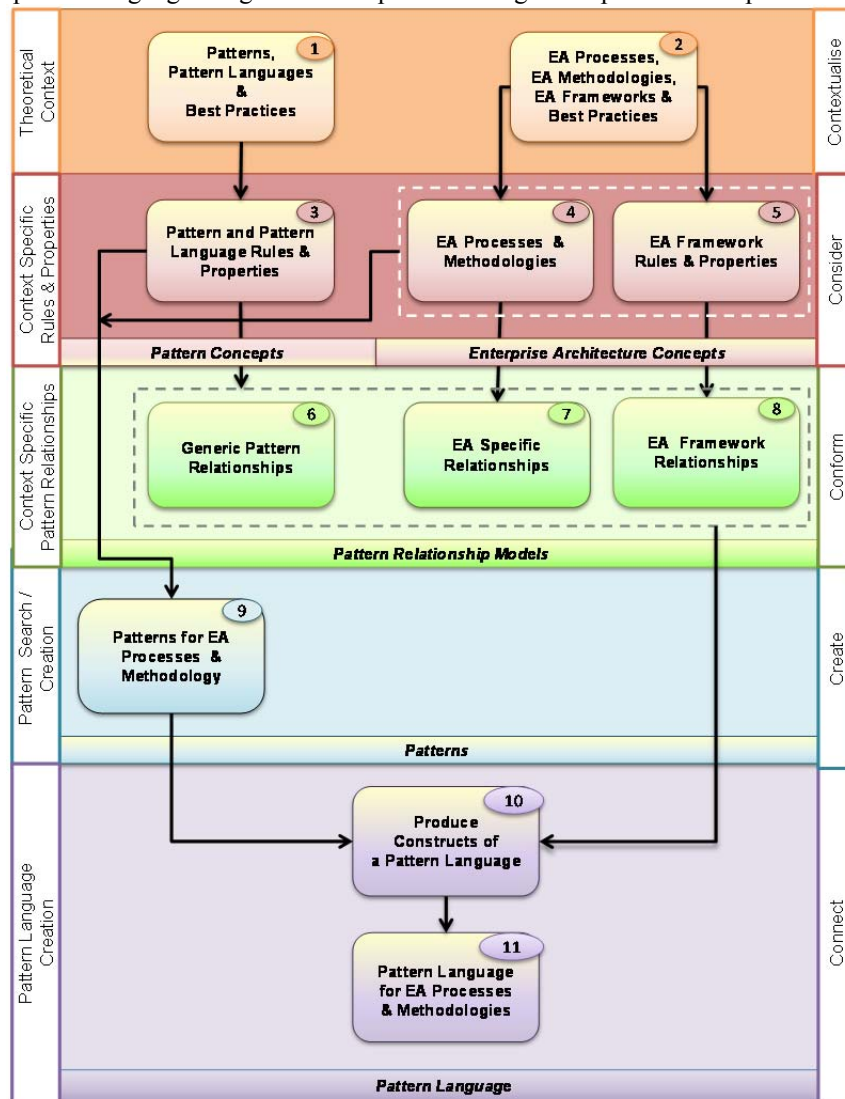 Theoretical
Context
1
Patterns,
Pattern Languages
&
Best Practices
2
EA Processes,
EA Methodologies,
EA Frameworks &
Best Practices
Contextualise
Context Specific
Rules & Properties
3
Pattern and Pattern
Language Rules &
Properties
4
EA Processes &
Methodologies
5
EA Framework
Rules & Properties
Consider
Pattern Concepts
Enterprise Architecture Concepts
Context Specific
Pattern Relationships
6
Generic Pattern
Relationships
7
EA Specific
Relationships
8
EA Framework
Relationships
Conform
Pattern Relationship Models
Pattern Search /
Creation
9
Patterns for EA
Processes &
Methodology
Create
Patterns
Pattern Language
Creation
10
Produce
Constructs of
a Pattern Language
11
Pattern Language
for EA Processes
& Methodologies
Connect
Pattern Language